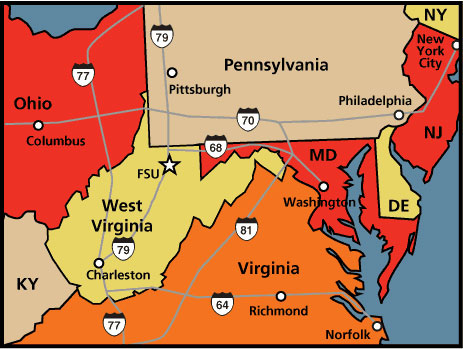 NY
79
New
York
City
77
Pennsylvania
Pittsburgh
Ohio
Philadelphia
70
Columbus
NJ
68
MD
FSU
Washington
DE
West
Virginia
81
79
Charleston
Virginia
KY
64
Richmond
77
Norfolk